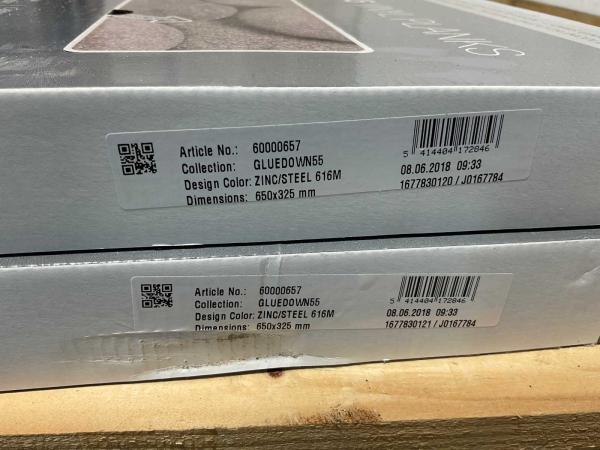 PLANKS
Article No.: 60000657
Collection: GLUEDOWN55
Design Color: ZINC/STEEL 616M
Dimensions: 650x325 mm
5 414404 172846
08.06.2018 09:33
1677830120 / J0167784
Article No.: 60000657
Collection: GLUEDOWN55
Design Color: ZINC/STEEL 616M
Dimensions: 650x325 mm
5 414404 172846
08.06.2018 09:33
1677830121 / J0167784